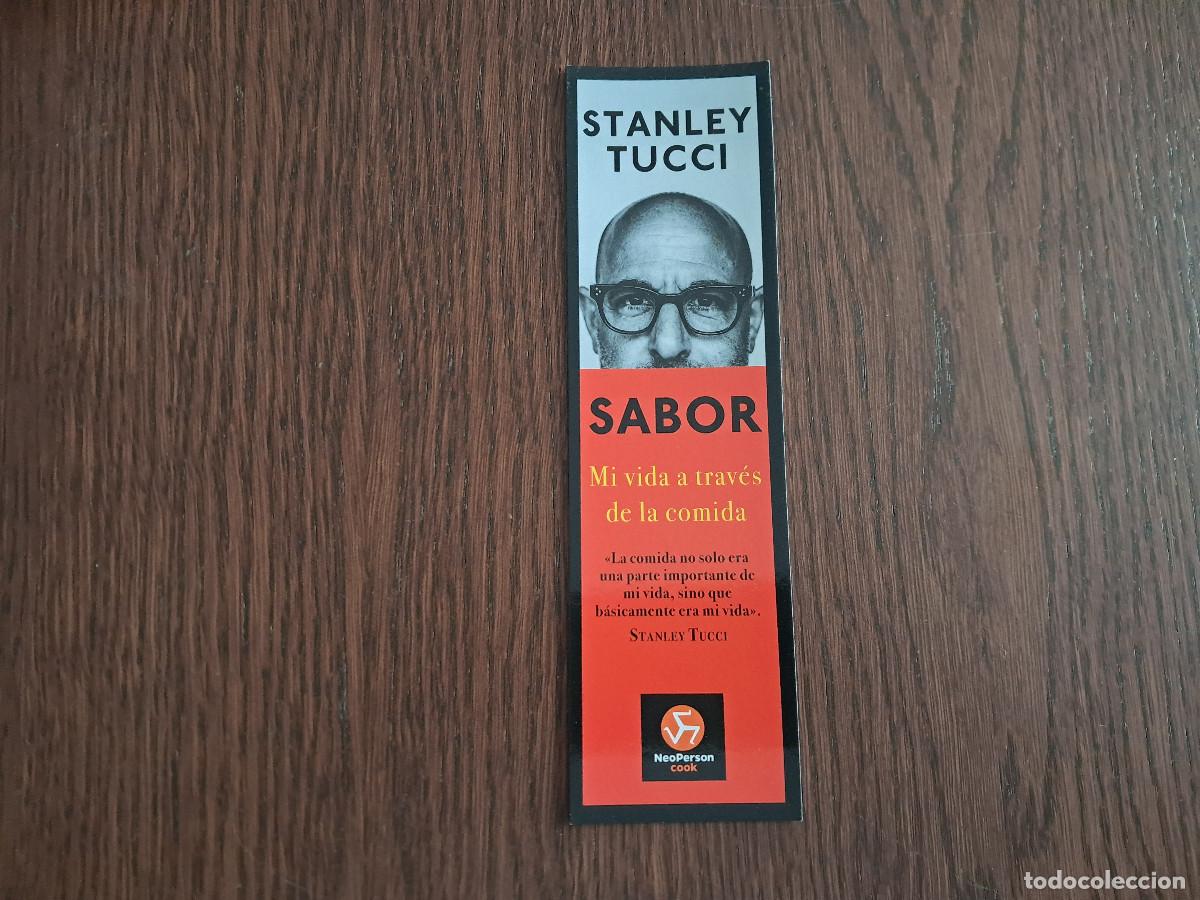 STANLEY
TUCCI
SABOR
Mi vida a través
de la comida
«La comida no solo era
una parte importante de
mi vida, sino que
básicamente era mi vida».
STANLEY TUCCI
NeoPerson
cook
todocoleccion